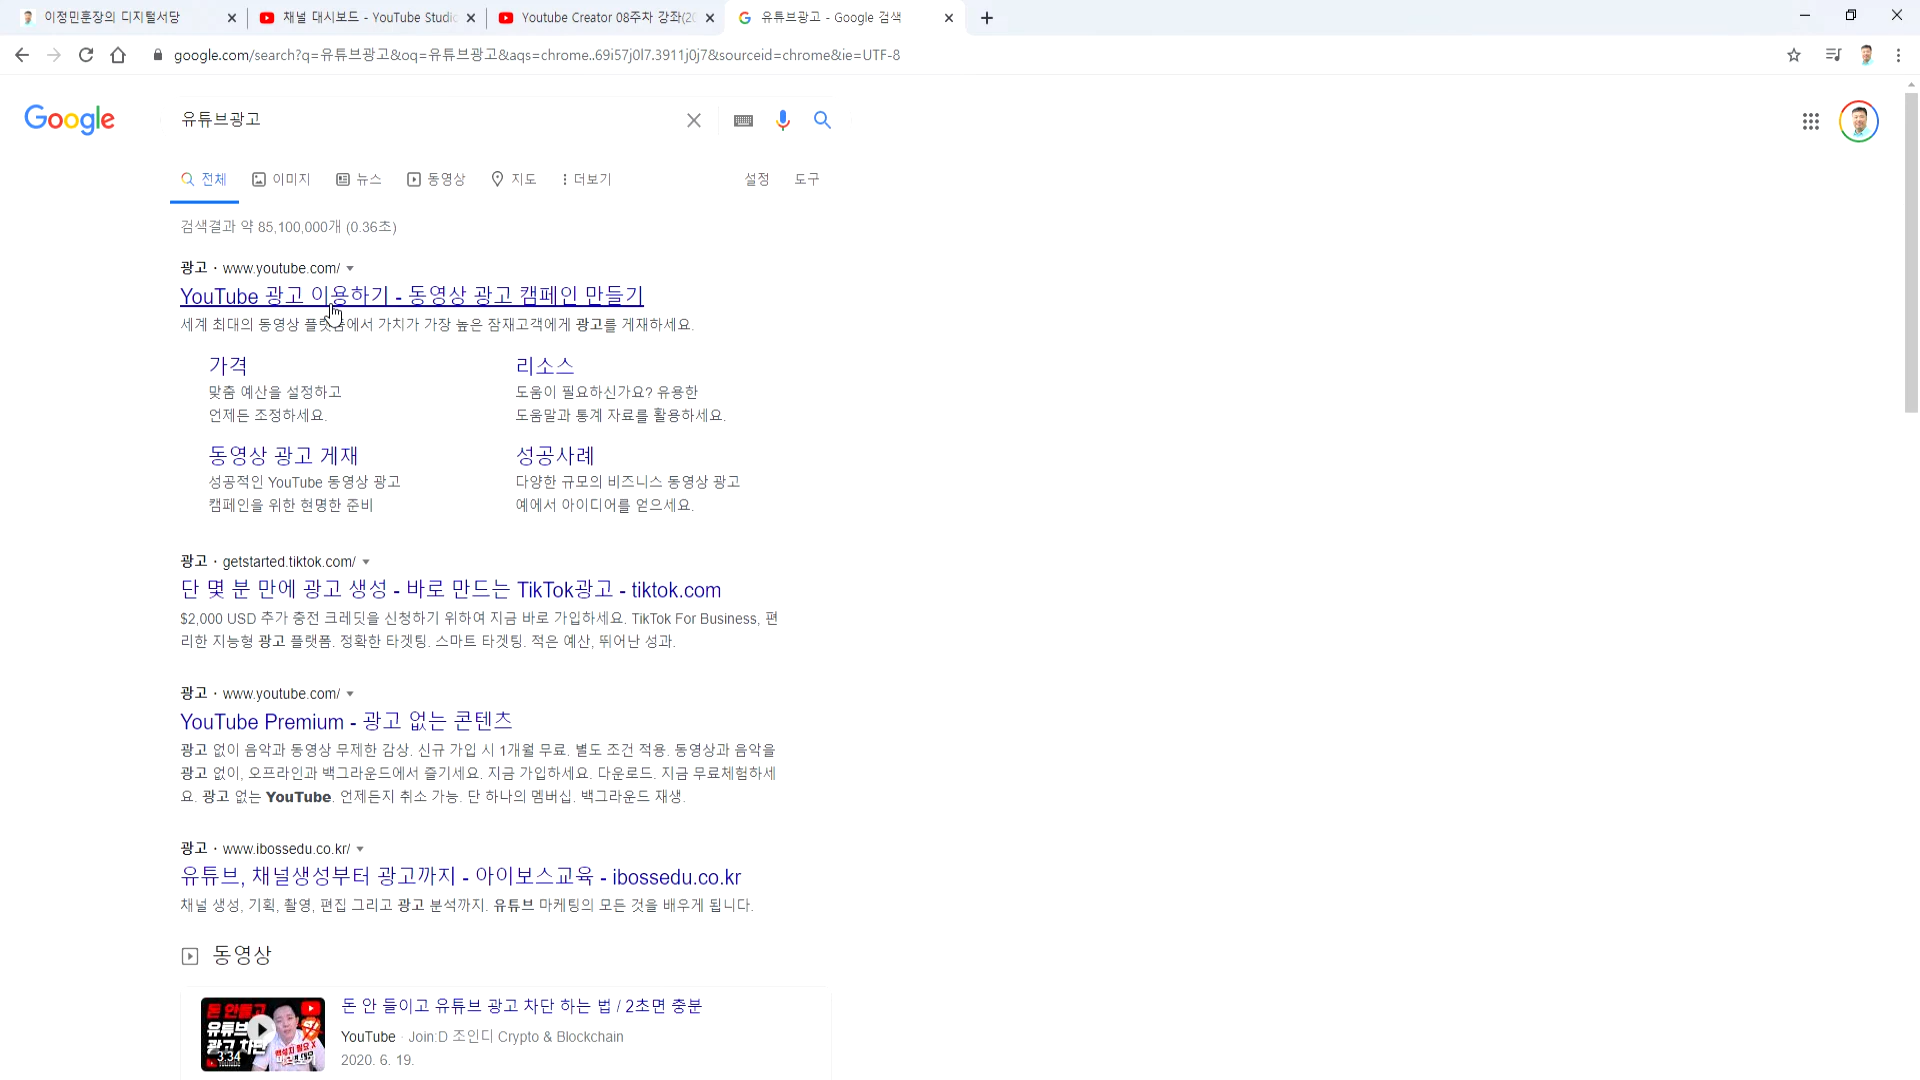 이정민훈장의 디지털서당
채널 대시보드 - YouTube Studio
Youtube Creator 08주차 강좌(20
유튜브광고 - Google 검색
google.com/search?q=유튜브광고&oq=유튜브광고&aqs=chrome..69i57j0l7.3911j0j7&sourceid=chrome&ie=UTF-8
Google
유튜브광고
전체 이미지 뉴스 동영상 지도 더보기 설정 도구
검색결과 약 85,100,000개 (0.36초)
광고 · www.youtube.com/
YouTube 광고 이용하기 - 동영상 광고 캠페인 만들기
세계 최대의 동영상 플랫폼에서 가치가 가장 높은 잠재고객에게 광고를 게재하세요.
가격
맞춤 예산을 설정하고
언제든 조정하세요.
리소스
도움이 필요하신가요? 유용한
도움말과 통계 자료를 활용하세요.
동영상 광고 게재
성공적인 YouTube 동영상 광고
캠페인을 위한 현명한 준비
성공사례
다양한 규모의 비즈니스 동영상 광고
예에서 아이디어를 얻으세요.
광고 · getstarted.tiktok.com/
단 몇 분 만에 광고 생성 - 바로 만드는 TikTok광고 - tiktok.com
$2,000 USD 추가 충전 크레딧을 신청하기 위하여 지금 바로 가입하세요. TikTok For Business, 편
리한 지능형 광고 플랫폼. 정확한 타겟팅. 스마트 타겟팅. 적은 예산, 뛰어난 성과.
광고 · www.youtube.com/
YouTube Premium - 광고 없는 콘텐츠
광고 없이 음악과 동영상 무제한 감상. 신규 가입 시 1개월 무료. 별도 조건 적용. 동영상과 음악을
광고 없이, 오프라인과 백그라운드에서 즐기세요. 지금 가입하세요. 다운로드. 지금 무료체험하세
요. 광고 없는 YouTube. 언제든지 취소 가능. 단 하나의 멤버십. 백그라운드 재생.
광고 · www.ibossedu.co.kr/
유튜브, 채널생성부터 광고까지 - 아이보스교육 - ibossedu.co.kr
채널 생성, 기획, 촬영, 편집 그리고 광고 분석까지. 유튜브 마케팅의 모든 것을 배우게 됩니다.
동영상
돈 안들고
유튜브
광고 차단
3:34
돈 안 들이고 유튜브 광고 차단 하는 법 / 2초면 충분
YouTube · Join:D 조인디 Crypto & Blockchain
2020. 6. 19.